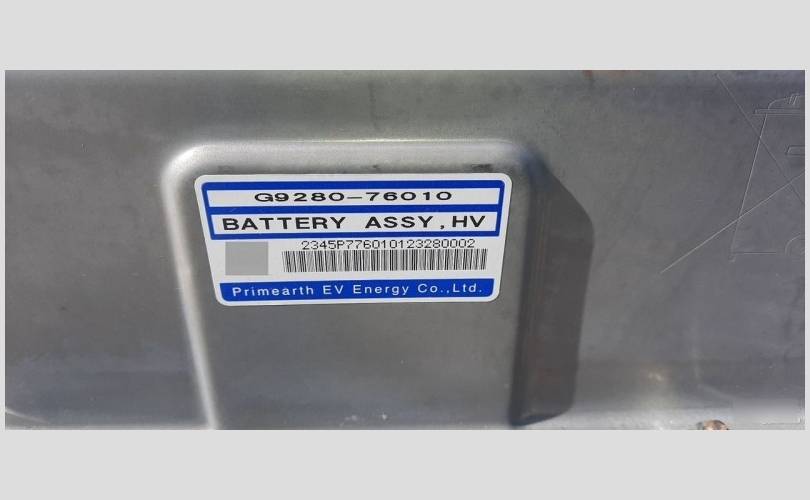 G9280-76010
BATTERY ASSY,HV
2345P776010123280002
Primearth EV Energy Co.,Ltd.